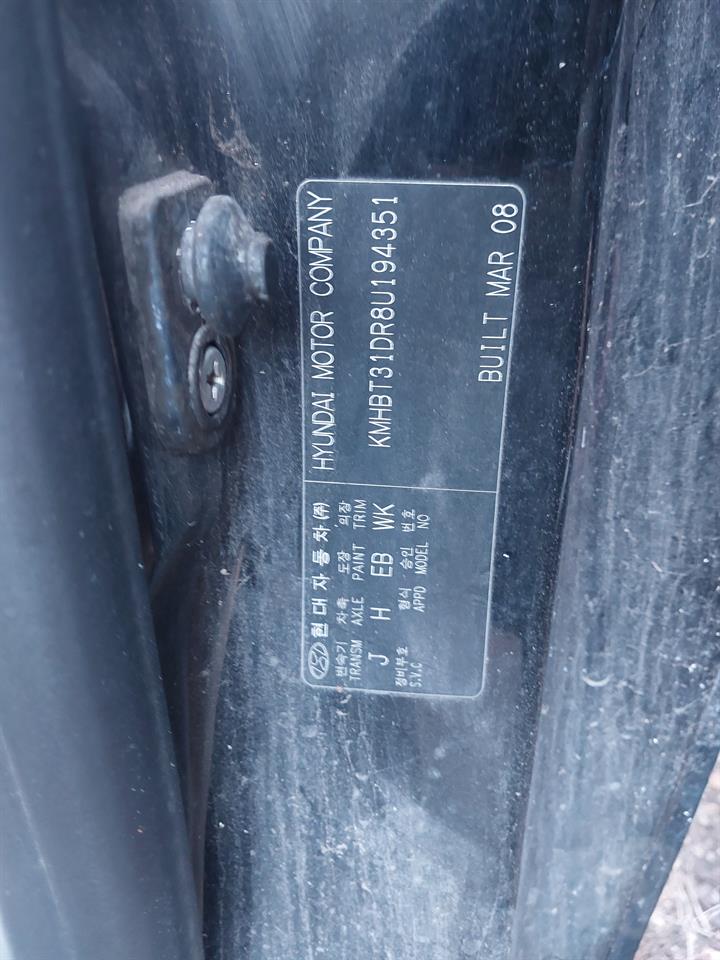 현대자동차(주) HYUNDAI MOTOR COMPANY
변속기 차축 도장 의장
TRANSM AXLE PAINT TRIM
J H EB WK
KMHBT31DR8U194351
정비부호 형식 승인 번호
S.V.C APPD MODEL NO
BUILT MAR 08